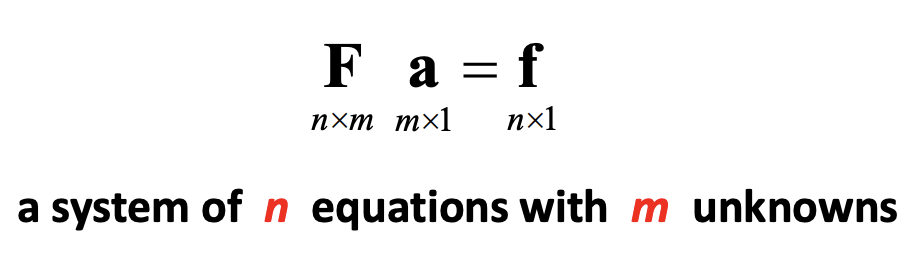 F a = f
n×m m×1 n×1
a system of n equations with m unknowns